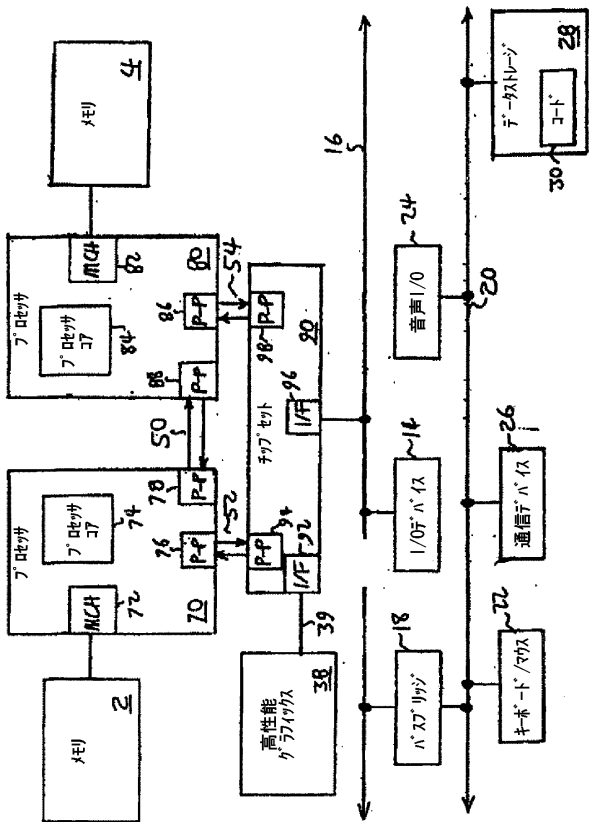 メモリ
2
プロセッサ
MCH
72
プロセッサ
コア
74
P-P
76
P-P
78
70
50
プロセッサ
プロセッサ
コア
84
MCH
82
P-P
88
P-P
86
80
メモリ
4
52
54
高性能
グラフィックス
38
39
チップセット
P-P
94
I/F
92
I/F
96
P-P
98
90
16
バスブリッジ
18
I/Oデバイス
14
音声I/O
24
20
キーボード/マウス
22
通信デバイス
26
データストレージ
28
コード
30